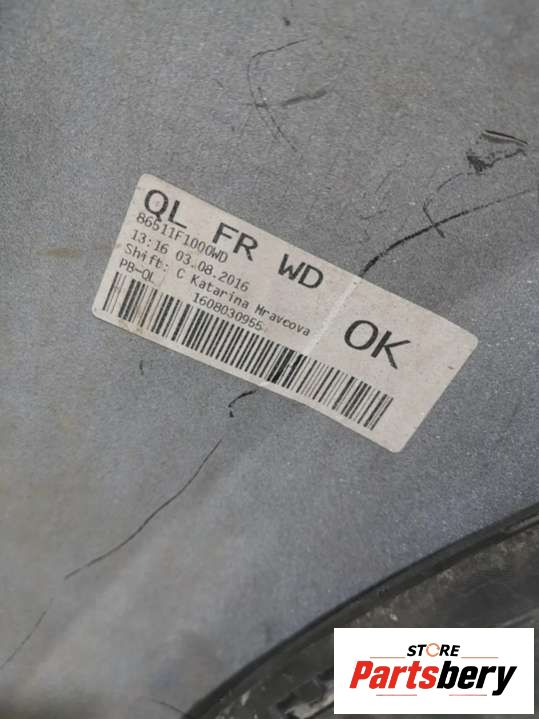 QL FR WD
86511F1000WD
13:16 03.08.2016
Shift: C Katarina Mravcova
PB-QL
1608030955
OK
STORE
Partsbery